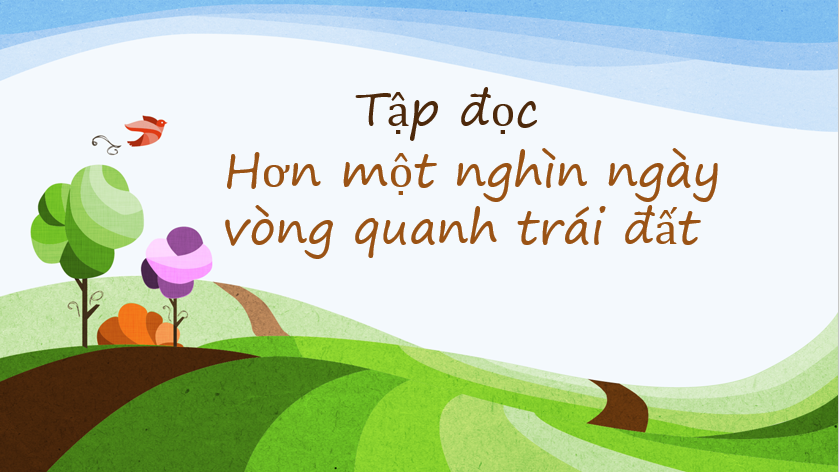 Tập đọc
Hơn một nghìn ngày
vòng quanh trái đất